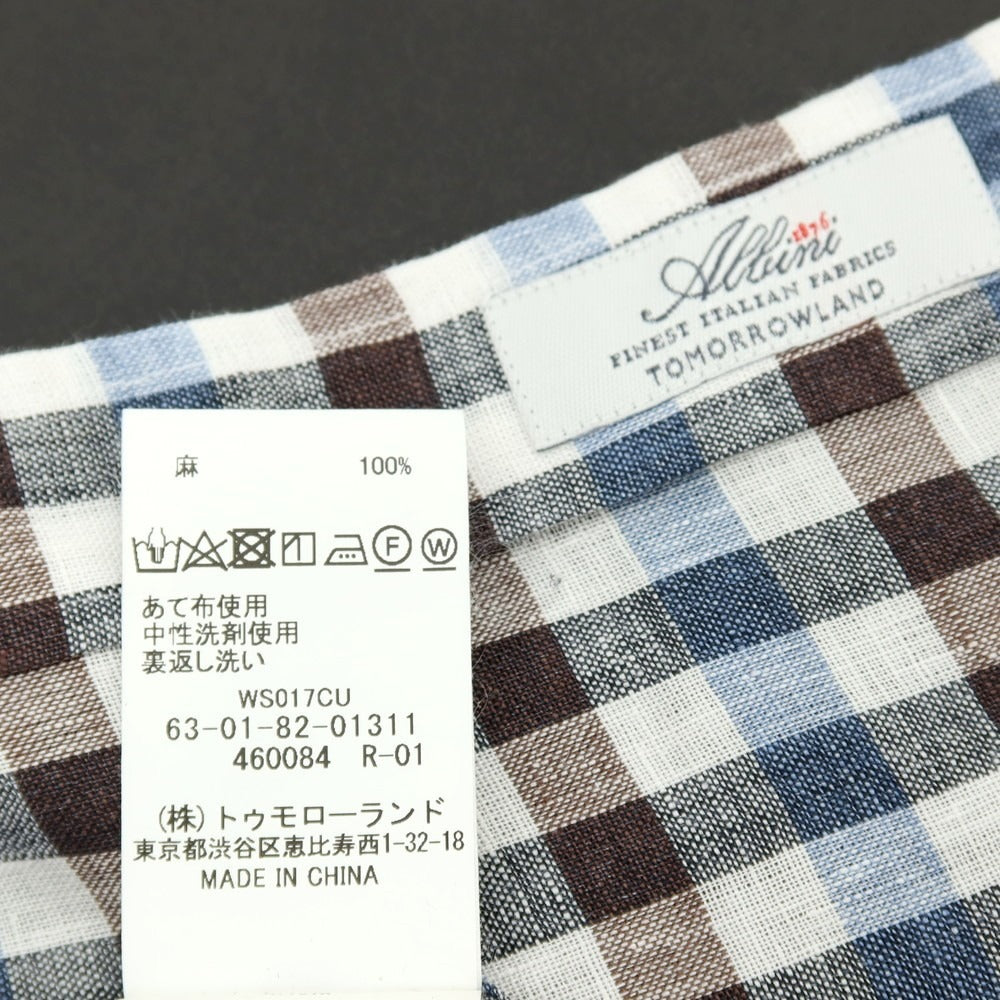 Albini
1876
FINEST ITALIAN FABRICS
TOMORROWLAND
麻 100%
F W
あて布使用
中性洗剤使用
裏返し洗い
WS017CU
63-01-82-01311
460084 R-01
(株)トゥモローランド
東京都渋谷区恵比寿西1-32-18
MADE IN CHINA